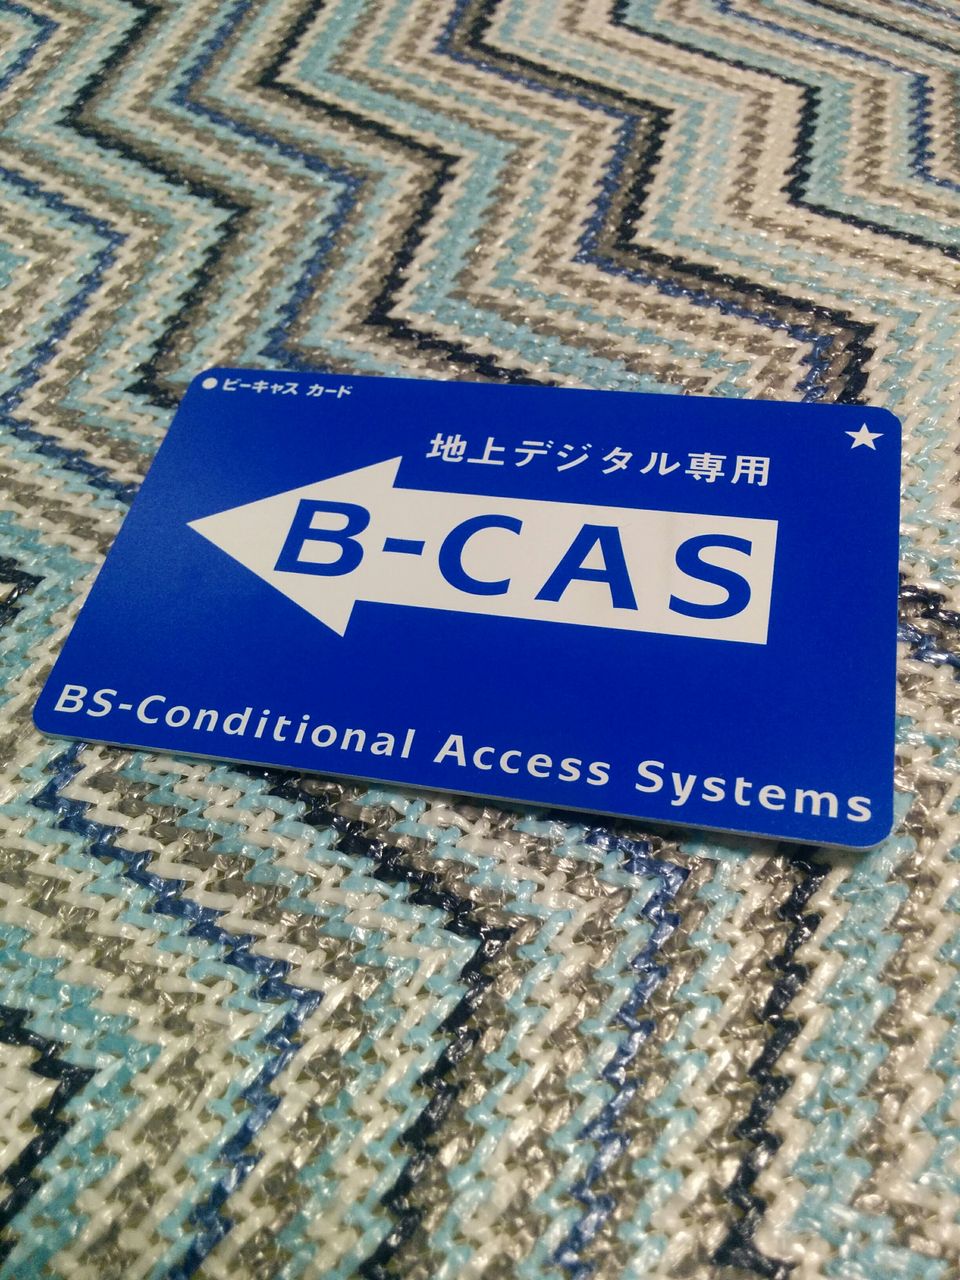 ビーキャス カード
地上デジタル専用
B-CAS
BS-Conditional Access Systems